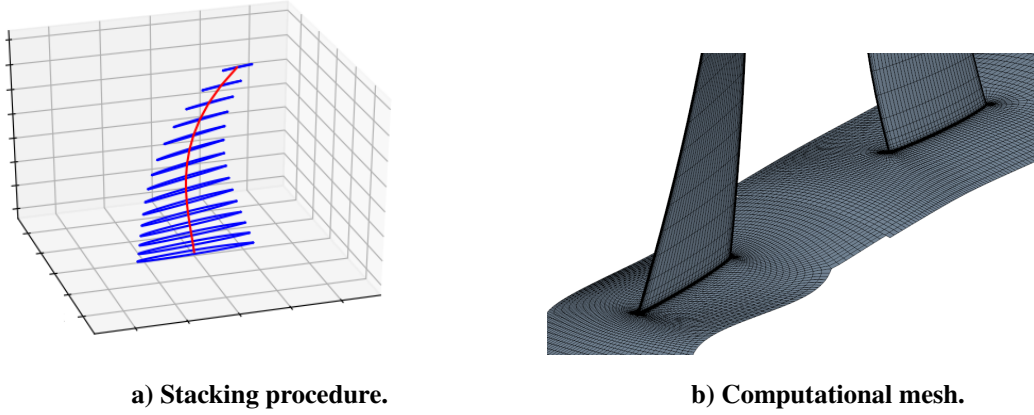 a) Stacking procedure.
b) Computational mesh.